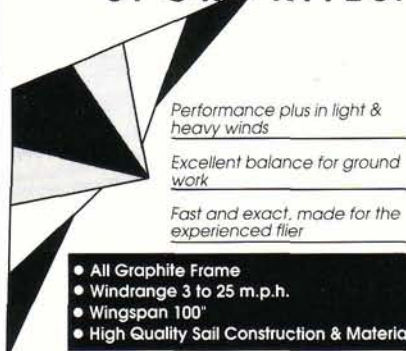 Performance plus in light &
heavy winds
Excellent balance for ground
work
Fast and exact, made for the
experienced flier
● All Graphite Frame
● Windrange 3 to 25 m.p.h.
● Wingspan 100"
● High Quality Sail Construction &